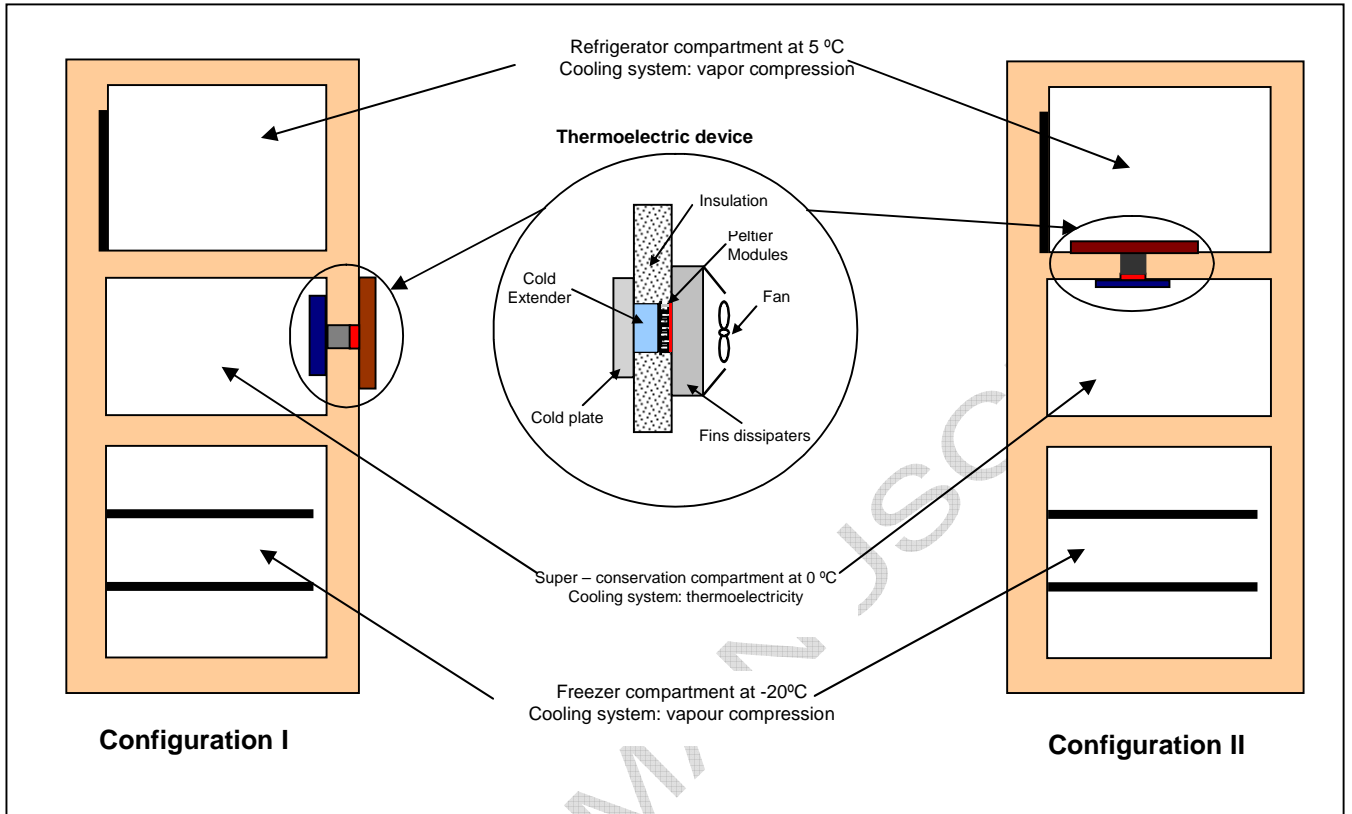 Refrigerator compartment at 5 ºC
Cooling system: vapor compression
Thermoelectric device
Insulation
Peltier
Modules
Cold
Extender
Fan
Cold plate
Fins dissipaters
Super – conservation compartment at 0 ºC
Cooling system: thermoelectricity
Freezer compartment at -20ºC
Cooling system: vapour compression
Configuration I
Configuration II